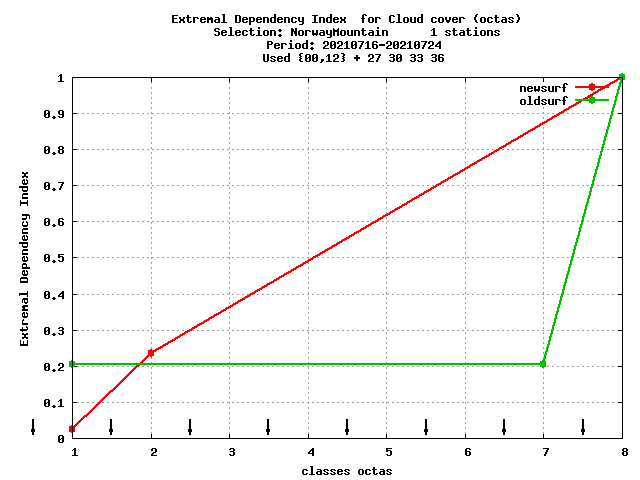 Extremal Dependency Index  for Cloud cover (octas)
Selection: NorwayMountain      1 stations
Period: 20210716-20210724
Used {00,12} + 27 30 33 36
newsurf
oldsurf
Extremal Dependency Index
1
0.9
0.8
0.7
0.6
0.5
0.4
0.3
0.2
0.1
0
1 2 3 4 5 6 7 8
classes octas